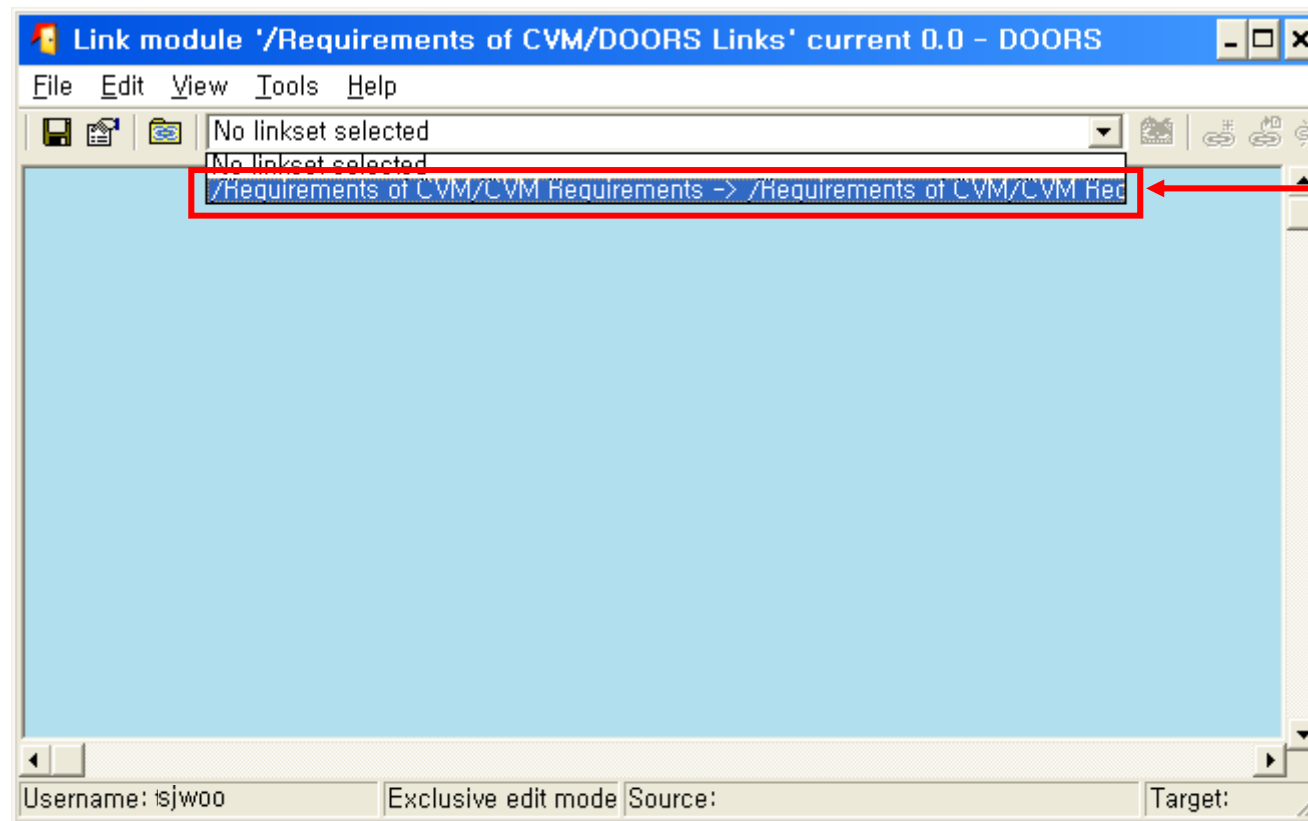 Link module '/Requirements of CVM/DOORS Links' current 0.0 - DOORS
File Edit View Tools Help
No linkset selected
No linkset selected
/Requirements of CVM/CVM Requirements -> /Requirements of CVM/CVM Req
Username: tsjwoo Exclusive edit mode Source: Target: